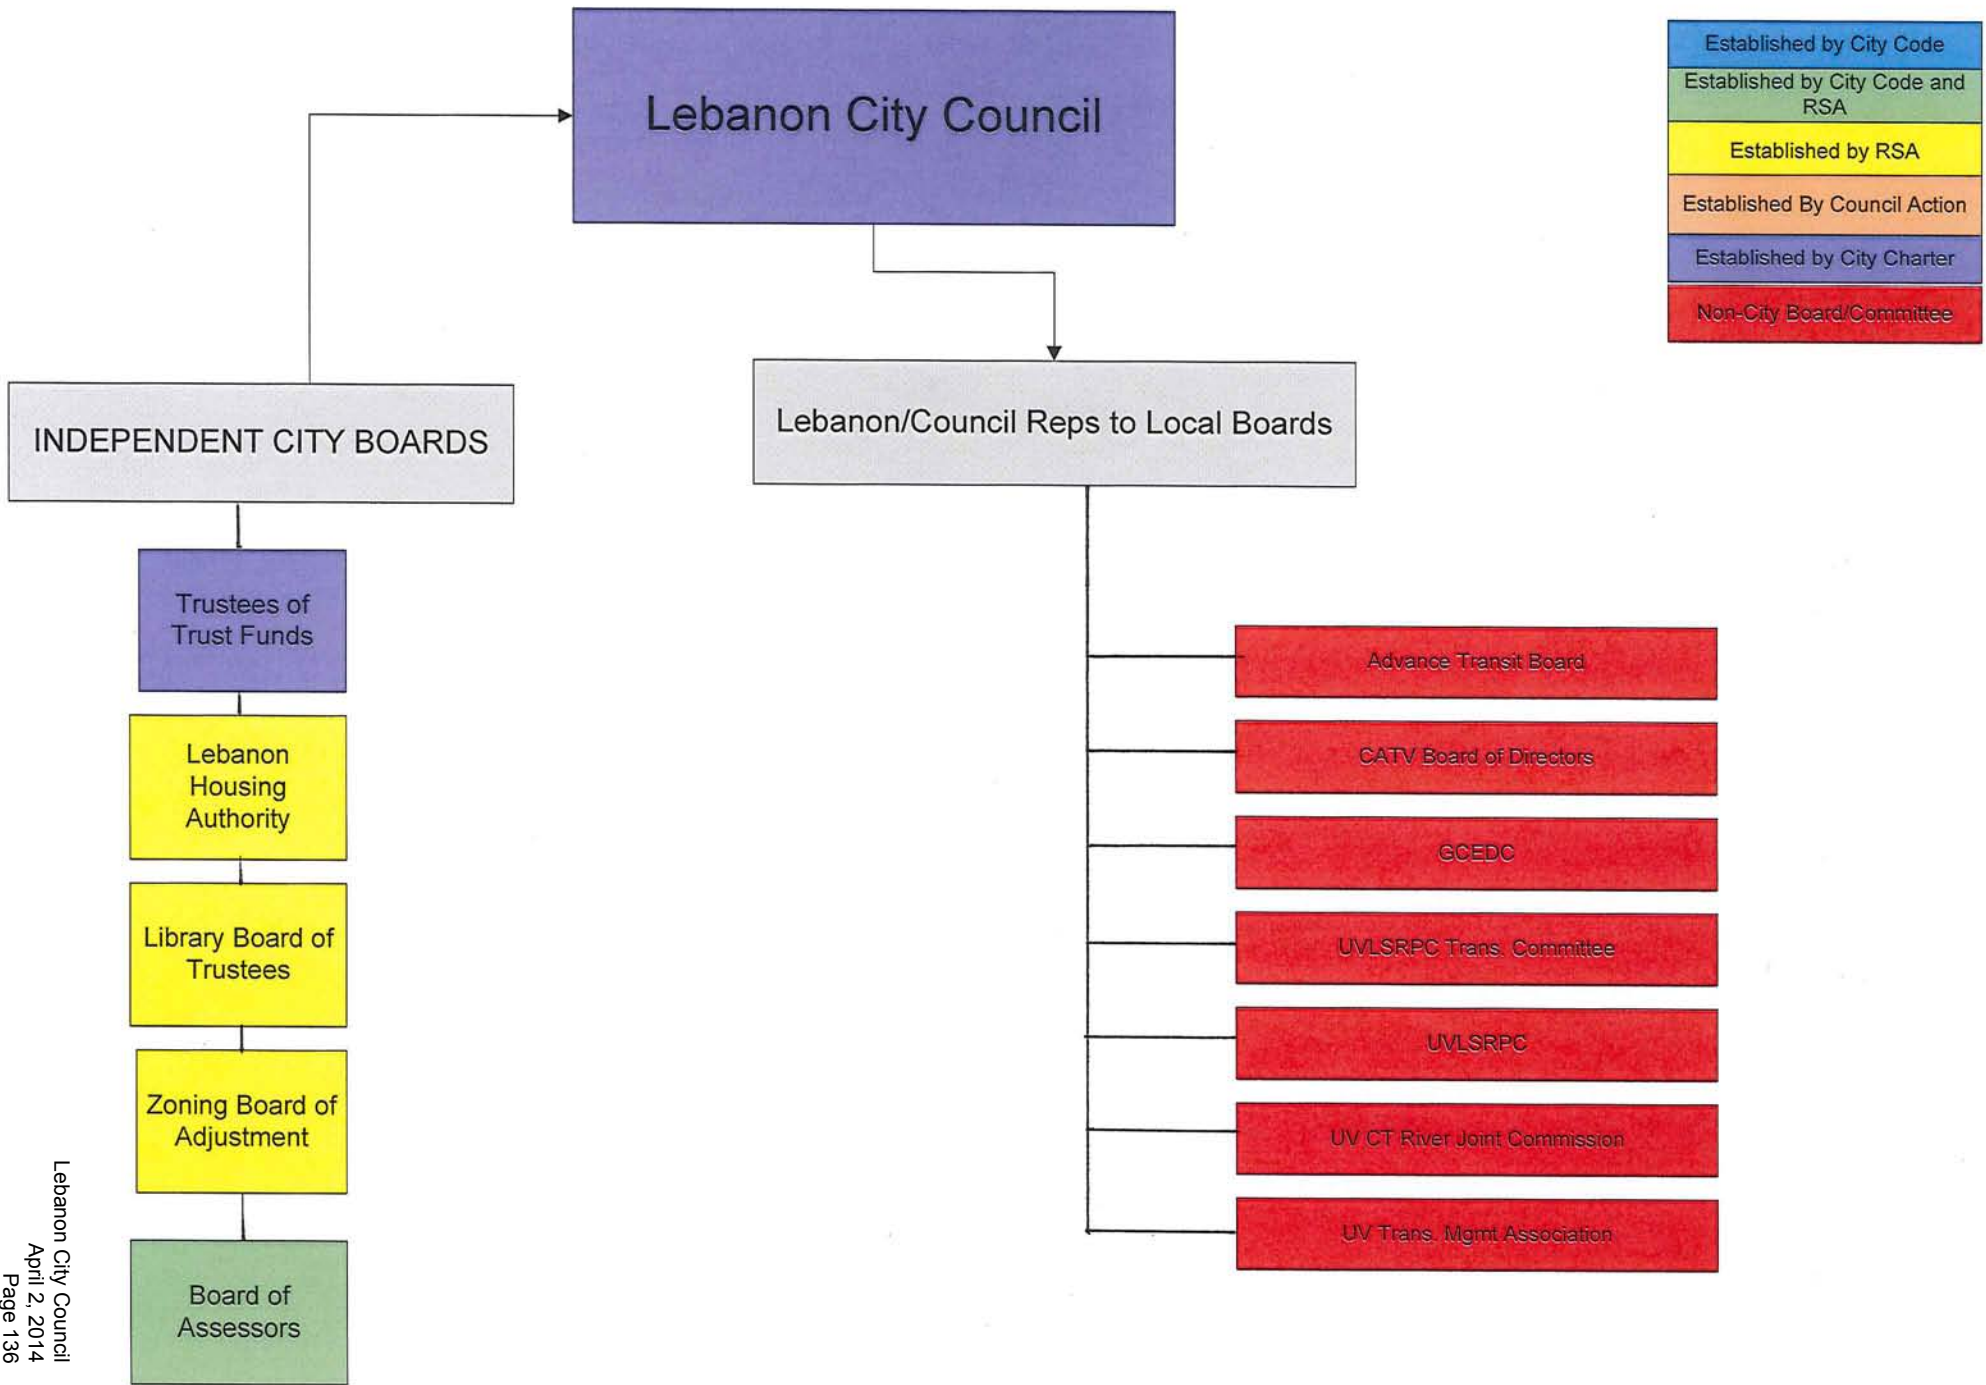 Lebanon City Council
Established by City Code
Established by City Code and
RSA
Established by RSA
Established By Council Action
Established by City Charter
Non-City Board/Committee
INDEPENDENT CITY BOARDS
Trustees of
Trust Funds
Lebanon
Housing
Authority
Library Board of
Trustees
Zoning Board of
Adjustment
Board of
Assessors
Lebanon/Council Reps to Local Boards
Advance Transit Board
CATV Board of Directors
GCEDC
UVLSRPC Trans. Committee
UVLSRPC
UV CT River Joint Commission
UV Trans. Mgmt Association
Lebanon City Council
April 2, 2014
Page 136